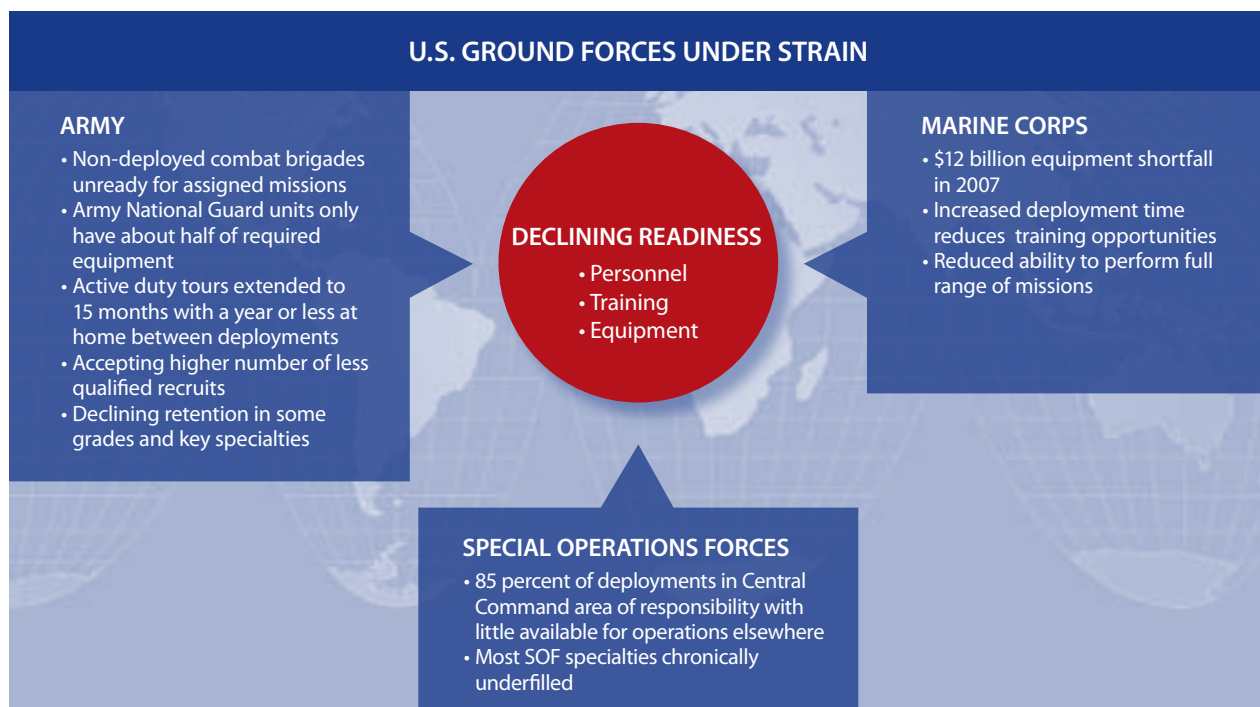 U.S. GROUND FORCES UNDER STRAIN
ARMY
• Non-deployed combat brigades
unready for assigned missions
• Army National Guard units only
have about half of required
equipment
• Active duty tours extended to
15 months with a year or less at
home between deployments
• Accepting higher number of less
qualified recruits
• Declining retention in some
grades and key specialties
DECLINING READINESS
• Personnel
• Training
• Equipment
MARINE CORPS
• $12 billion equipment shortfall
in 2007
• Increased deployment time
reduces training opportunities
• Reduced ability to perform full
range of missions
SPECIAL OPERATIONS FORCES
• 85 percent of deployments in Central
Command area of responsibility with
little available for operations elsewhere
• Most SOF specialties chronically
underfilled